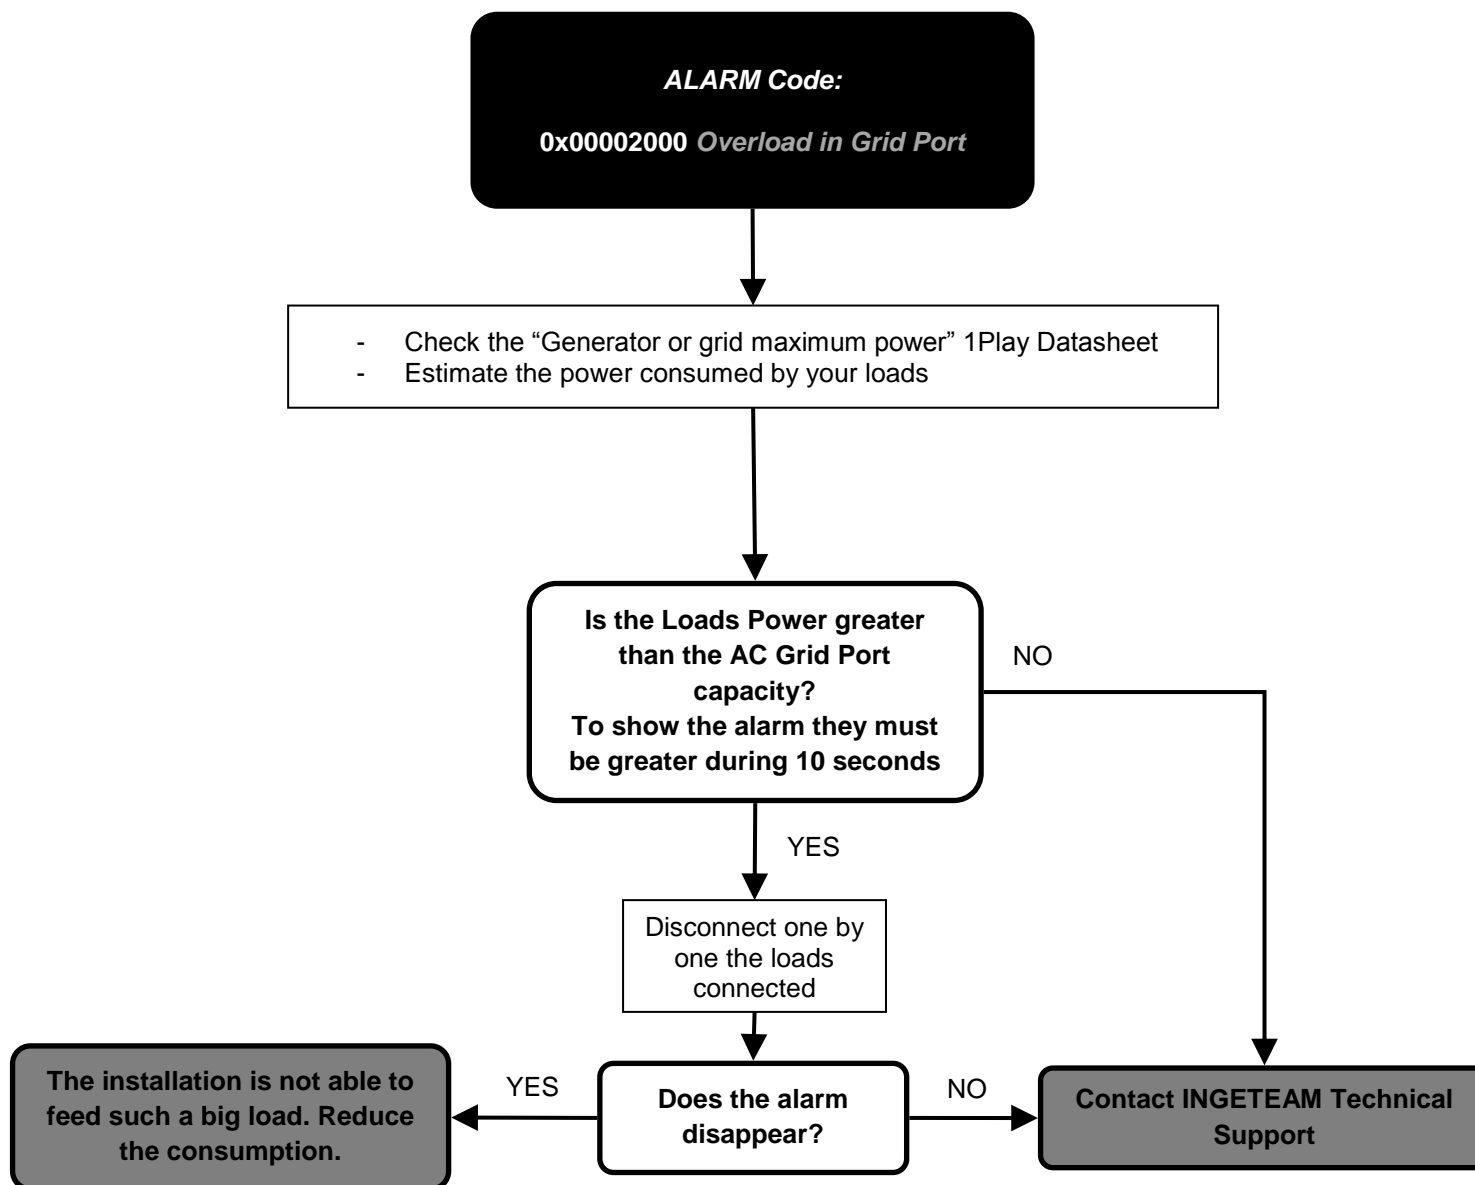 ALARM Code:
0x00002000 Overload in Grid Port
- Check the “Generator or grid maximum power” 1Play Datasheet
- Estimate the power consumed by your loads
Is the Loads Power greater
than the AC Grid Port
capacity?
To show the alarm they must
be greater during 10 seconds
NO
YES
Disconnect one by
one the loads
connected
The installation is not able to
feed such a big load. Reduce
the consumption.
YES
Does the alarm
disappear?
NO
Contact INGETEAM Technical
Support